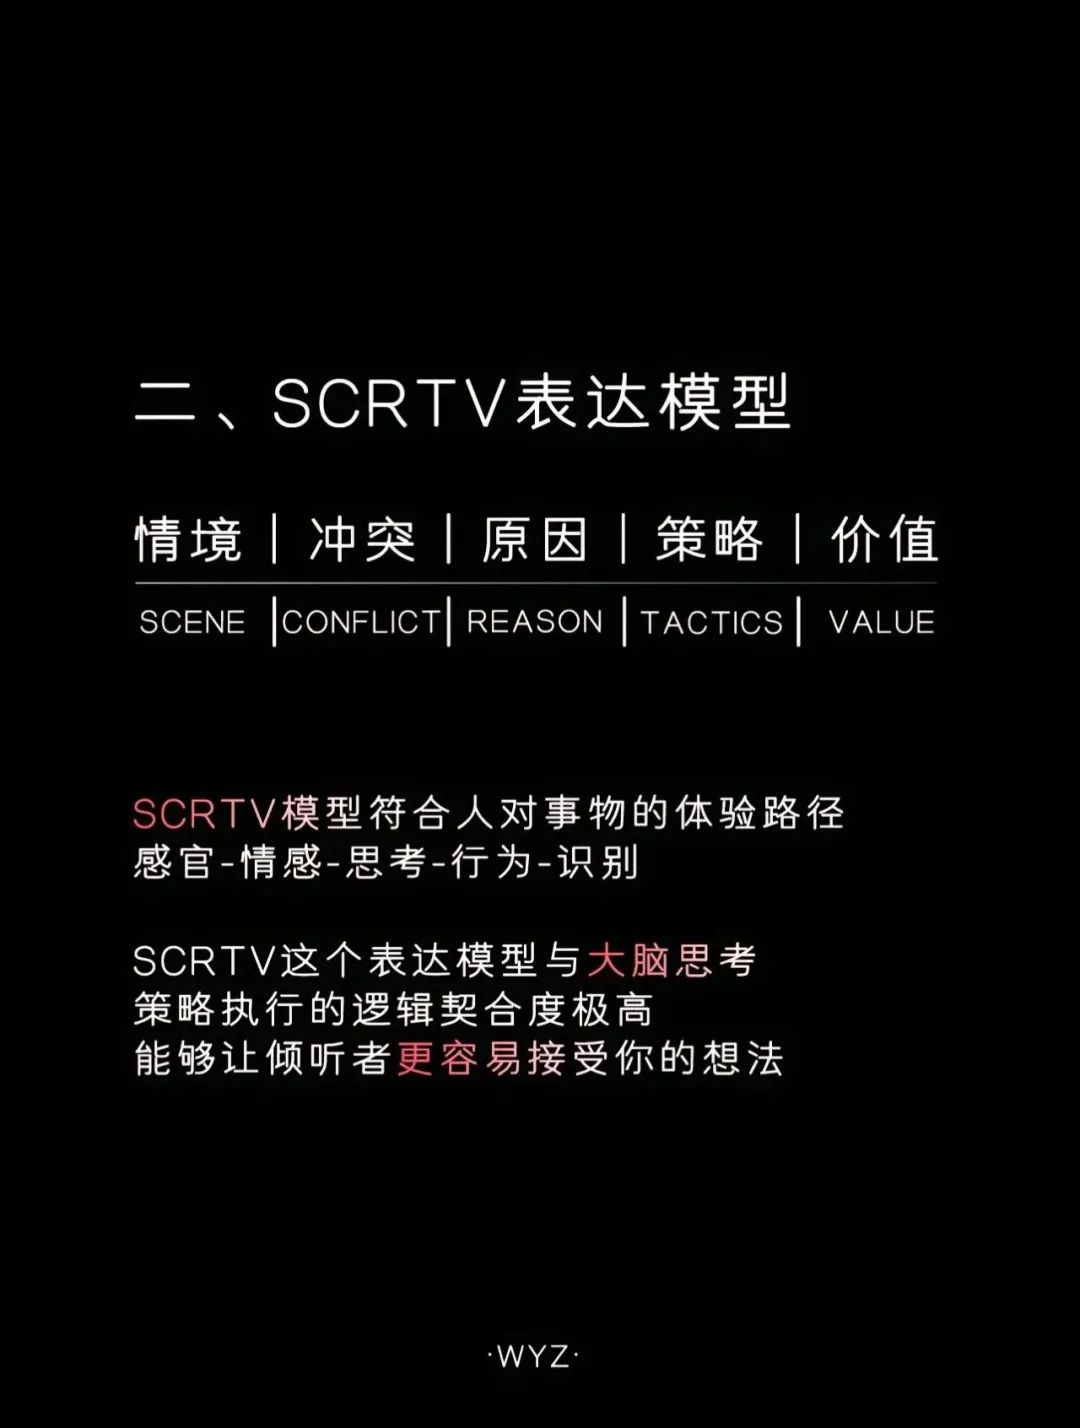 二、SCRTV表达模型
情境 | 冲突 | 原因 | 策略 | 价值
SCENE | CONFLICT | REASON | TACTICS | VALUE
SCRTV模型符合人对事物的体验路径
感官-情感-思考-行为-识别
SCRTV这个表达模型与大脑思考
策略执行的逻辑契合度极高
能够让倾听者更容易接受你的想法
·WYZ·